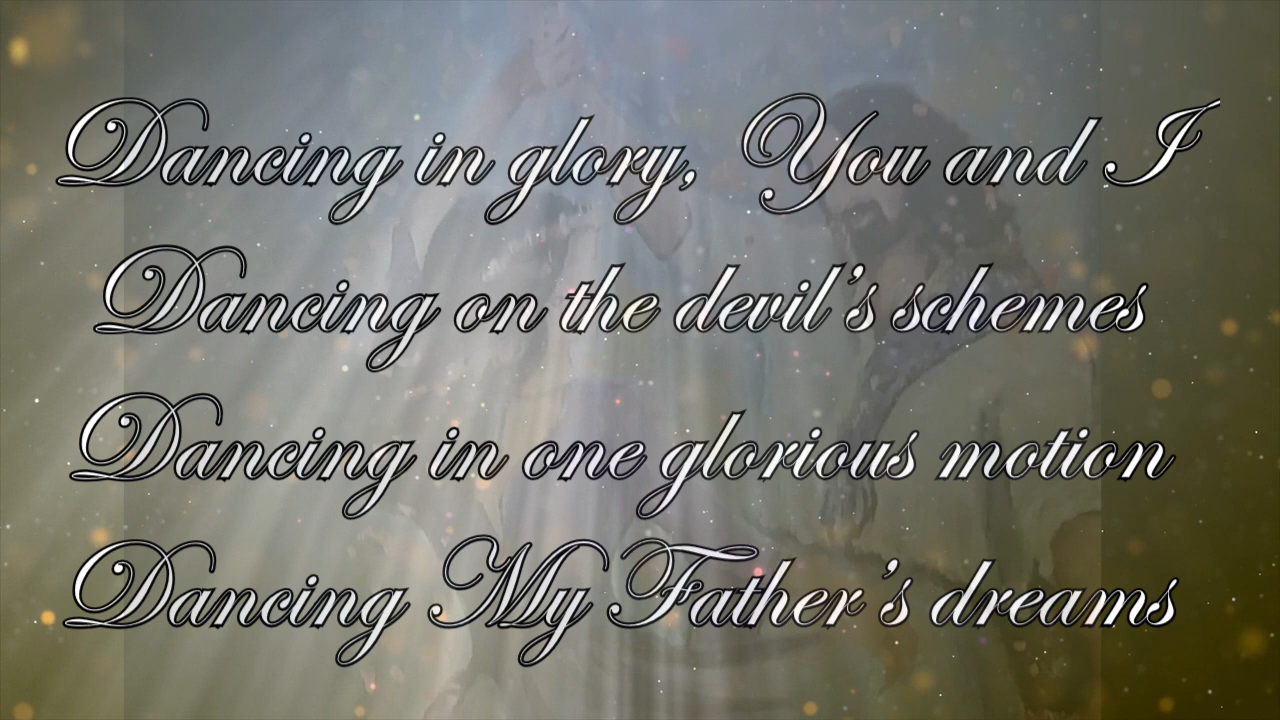 Dancing in glory, You and I
Dancing on the devil's schemes
Dancing in one glorious motion
Dancing My Father's dreams